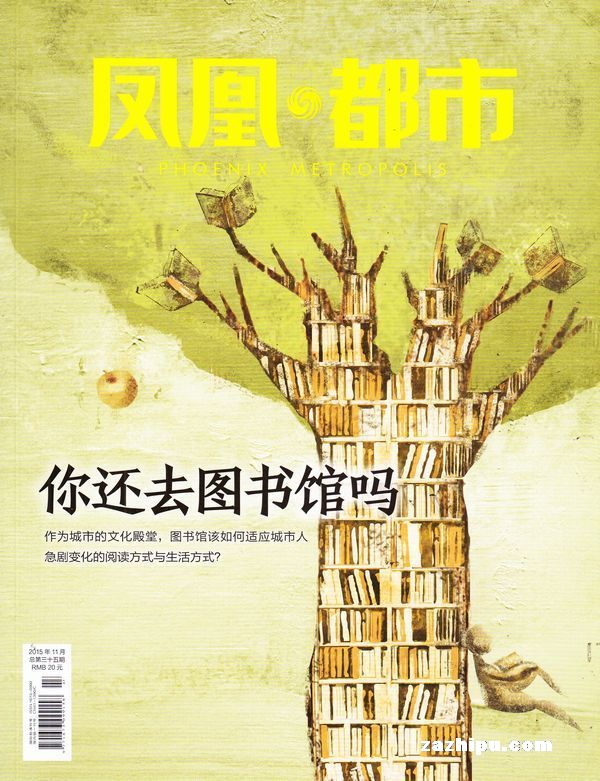 凤凰都市
PHOENIX METROPOLIS
你还去图书馆吗
作为城市的文化殿堂，图书馆该如何适应城市人
急剧变化的阅读方式与生活方式？
2015年11月
总第三十五期
RMB 20元
zazhipu.com